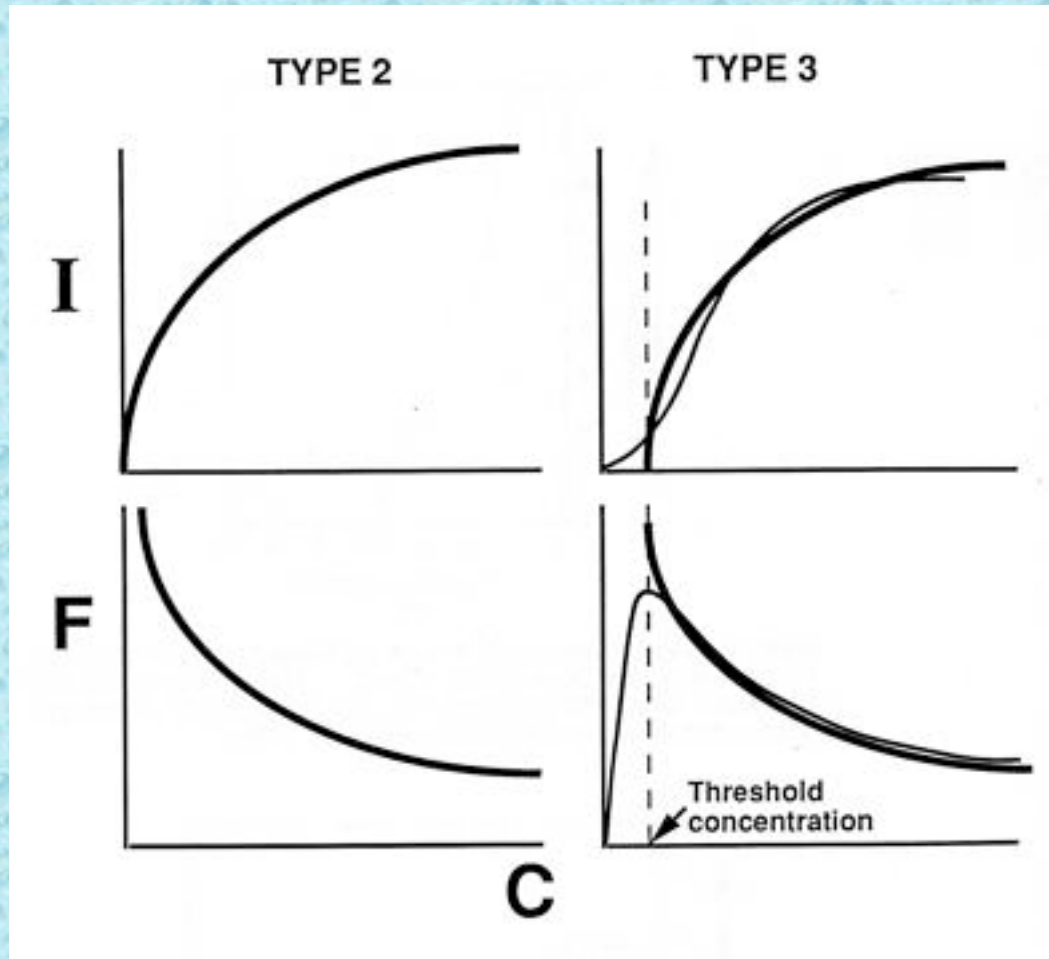 TYPE 2
TYPE 3
I
F
Threshold
concentration
C